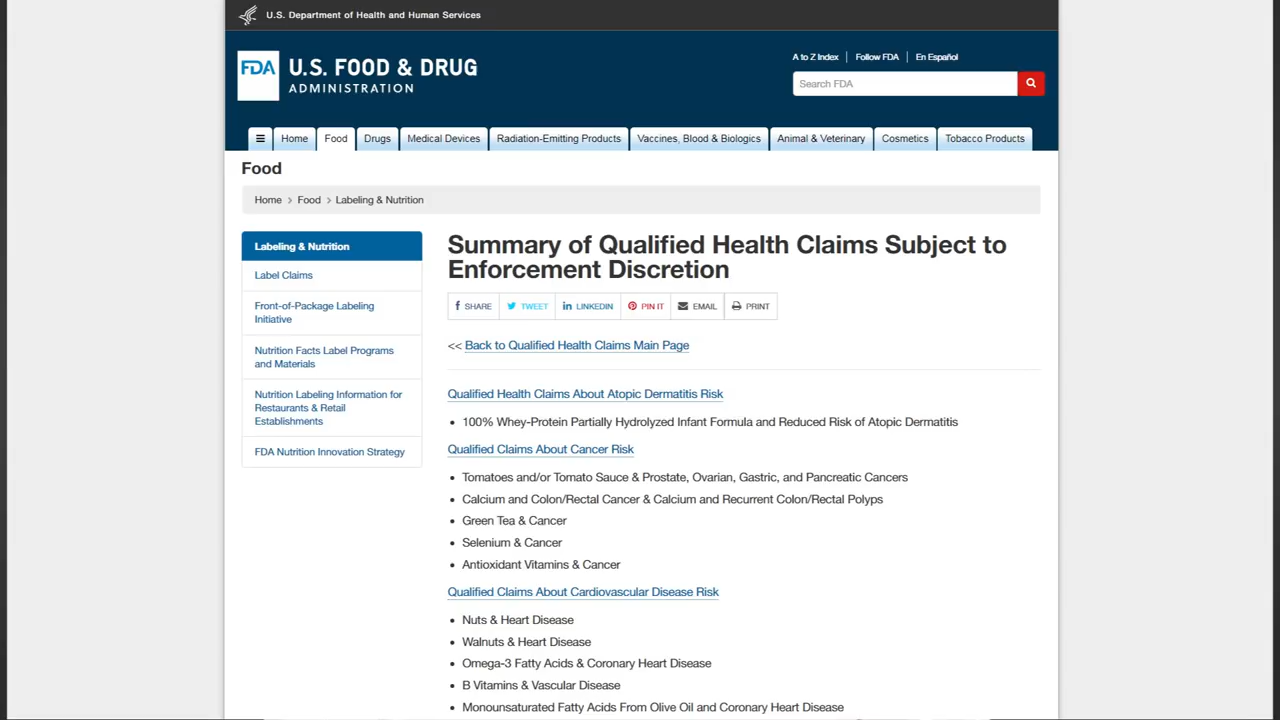 U.S. Department of Health and Human Services
FDA U.S. FOOD & DRUG
ADMINISTRATION
A to Z Index Follow FDA En Español
Search FDA
Home Food Drugs Medical Devices Radiation-Emitting Products Vaccines, Blood & Biologics Animal & Veterinary Cosmetics Tobacco Products
Food
Home > Food > Labeling & Nutrition
Labeling & Nutrition
Label Claims
Front-of-Package Labeling
Initiative
Nutrition Facts Label Programs
and Materials
Nutrition Labeling Information for
Restaurants & Retail
Establishments
FDA Nutrition Innovation Strategy
Summary of Qualified Health Claims Subject to
Enforcement Discretion
SHARE TWEET LINKEDIN PIN IT EMAIL PRINT
<< Back to Qualified Health Claims Main Page
Qualified Health Claims About Atopic Dermatitis Risk
• 100% Whey-Protein Partially Hydrolyzed Infant Formula and Reduced Risk of Atopic Dermatitis
Qualified Claims About Cancer Risk
• Tomatoes and/or Tomato Sauce & Prostate, Ovarian, Gastric, and Pancreatic Cancers
• Calcium and Colon/Rectal Cancer & Calcium and Recurrent Colon/Rectal Polyps
• Green Tea & Cancer
• Selenium & Cancer
• Antioxidant Vitamins & Cancer
Qualified Claims About Cardiovascular Disease Risk
• Nuts & Heart Disease
• Walnuts & Heart Disease
• Omega-3 Fatty Acids & Coronary Heart Disease
• B Vitamins & Vascular Disease
• Monounsaturated Fatty Acids From Olive Oil and Coronary Heart Disease